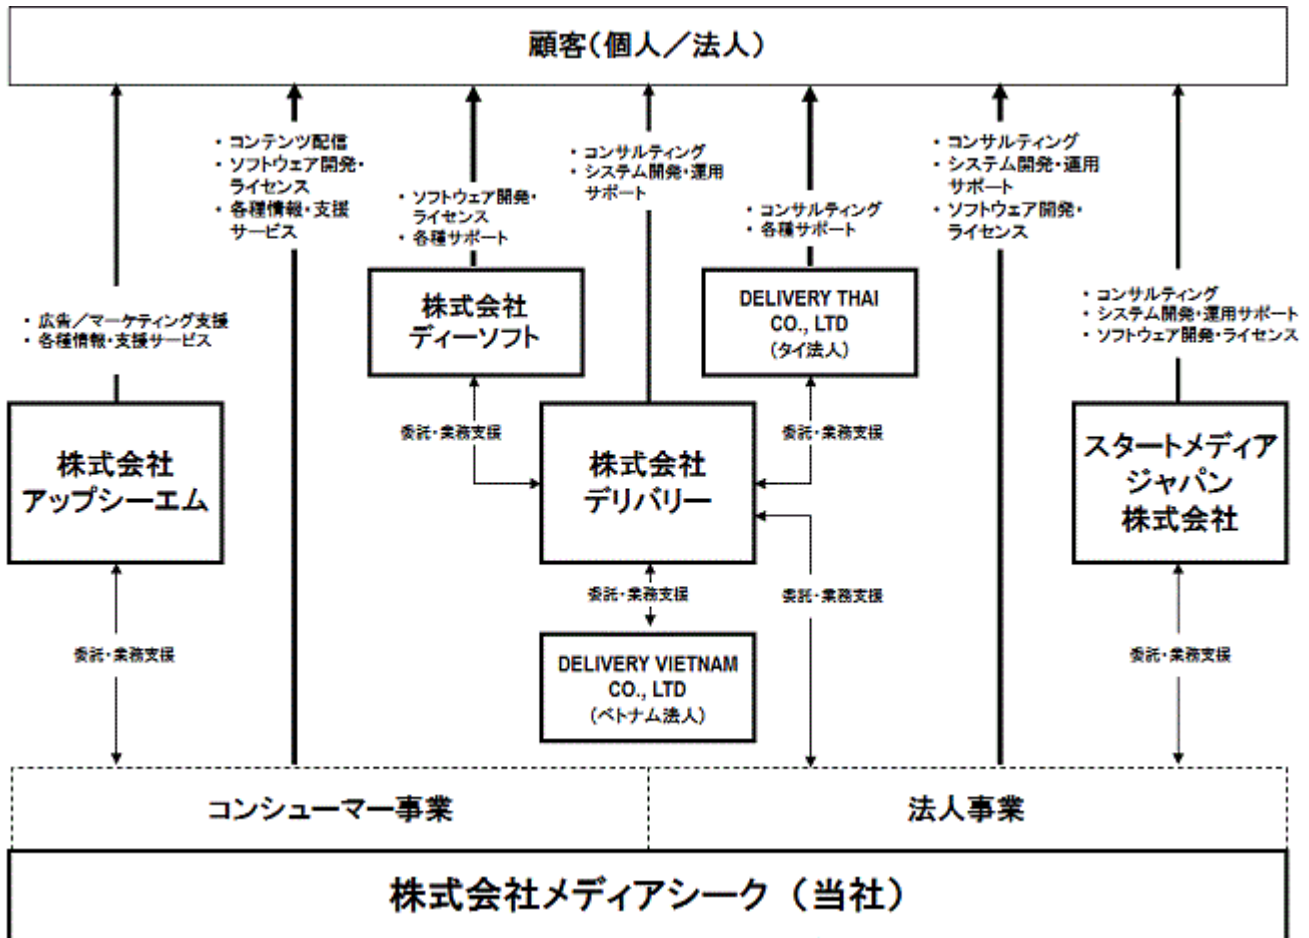 顧客(個人／法人)
・コンテンツ配信
・ソフトウェア開発・
ライセンス
・各種情報・支援
サービス
・ソフトウェア開発・
ライセンス
・各種サポート
・コンサルティング
・システム開発・運用
サポート
・コンサルティング
・各種サポート
・コンサルティング
・システム開発・運用
サポート
・ソフトウェア開発・
ライセンス
・広告／マーケティング支援
・各種情報・支援サービス
・コンサルティング
・システム開発・運用サポート
・ソフトウェア開発・ライセンス
株式会社
ディーソフト
DELIVERY THAI
CO., LTD
(タイ法人)
委託・業務支援
委託・業務支援
株式会社
アップシーエム
株式会社
デリバリー
スタートメディア
ジャパン
株式会社
委託・業務支援
委託・業務支援
委託・業務支援
委託・業務支援
DELIVERY VIETNAM
CO., LTD
(ベトナム法人)
コンシューマー事業
法人事業
株式会社メディアシーク（当社）